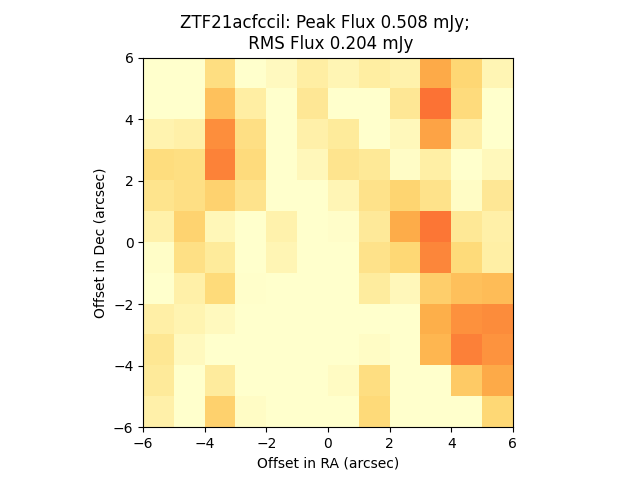 ZTF21acfccil: Peak Flux 0.508 mJy;
RMS Flux 0.204 mJy
6
4
2
0
−2
−4
−6
Offset in Dec (arcsec)
−6 −4 −2 0 2 4 6
Offset in RA (arcsec)